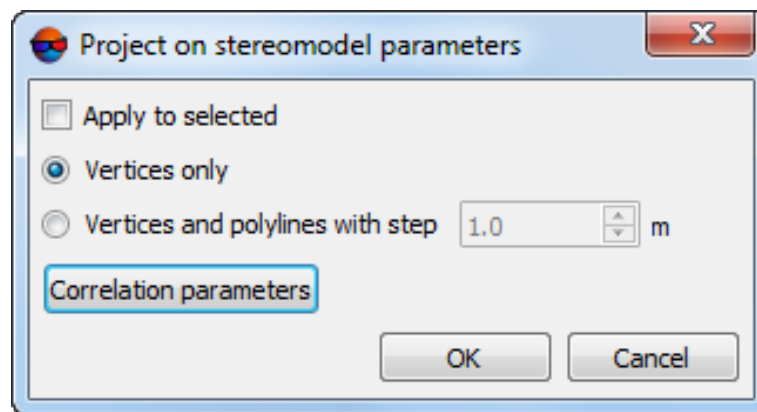 Project on stereomodel parameters
Apply to selected
Vertices only
Vertices and polylines with step 1.0 m
Correlation parameters
OK Cancel